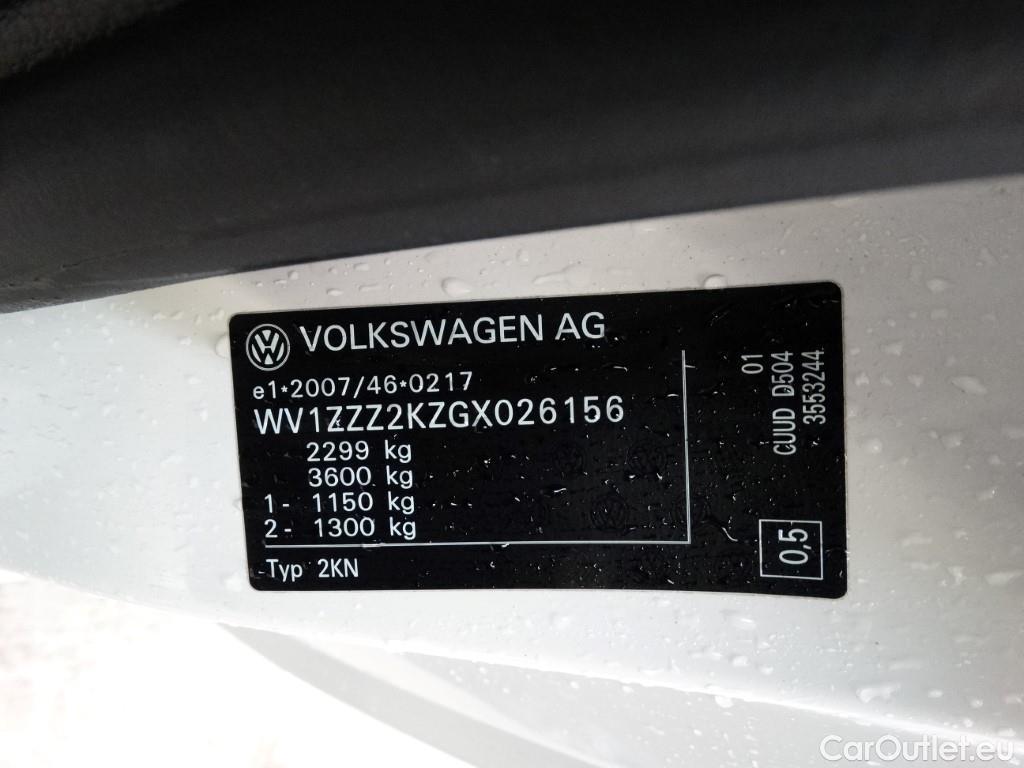 VOLKSWAGEN AG
e1*2007/46*0217
WV1ZZZ2KZGX026156
2299 kg
3600 kg
1- 1150 kg
2- 1300 kg
Typ 2KN
01
CUUD D504
3553244
0,5
CarOutlet.eu